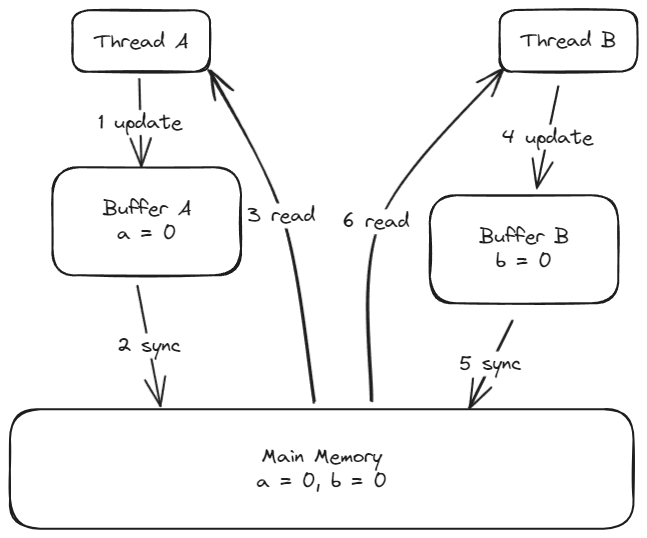 Thread A
Thread B
1 update
4 update
Buffer A
a = 0
3 read
6 read
Buffer B
b = 0
2 sync
5 sync
Main Memory
a = 0, b = 0